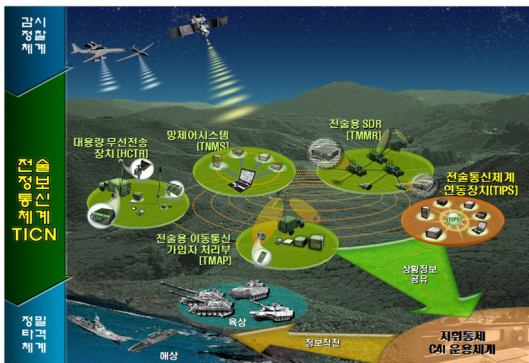 감시
정찰
체계
전술
정보통신
체계
TICN
정밀
타격
체계
대용량 무선전송
장치(HCTR)
망제어시스템
(TNMS)
전술용 SDR
(TMMR)
전술통신체계
연동장치(TIPS)
TIPS
전술용 이동통신
가입자 처리부
(TMAP)
상황정보
공유
육상
해상
정보작전
지휘통제
C4I 운용체계